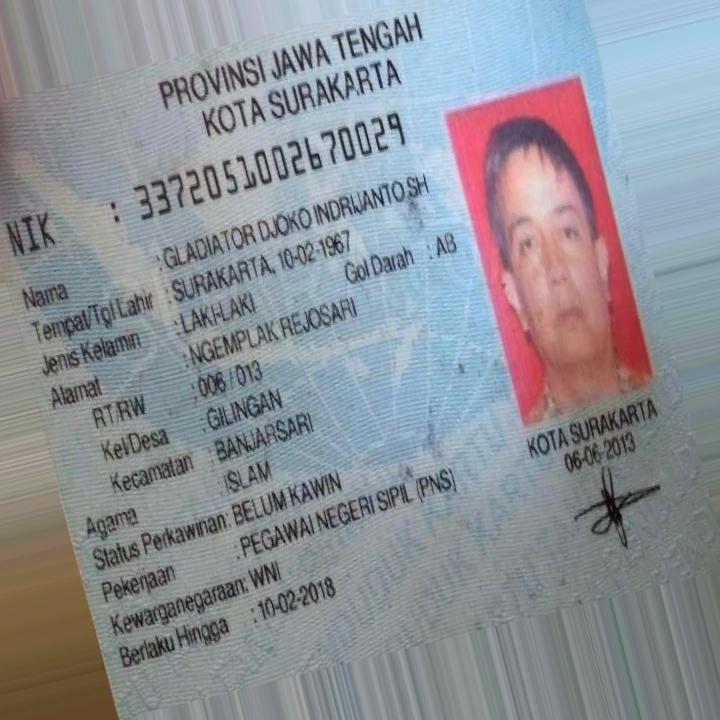 PROVINSI JAWA TENGAH
KOTA SURAKARTA
NIK : 3372051002670029
Nama : GLADIATOR DJOKO INDRIJANTO SH
Tempat/Tgl Lahir : SURAKARTA, 10-02-1967
Jenis Kelamin : LAKI-LAKI Gol Darah : AB
Alamat : NGEMPLAK REJOSARI
RT/RW : 006 / 013
Kel/Desa : GILINGAN
Kecamatan : BANJARSARI
Agama : ISLAM
Status Perkawinan: BELUM KAWIN
Pekerjaan : PEGAWAI NEGERI SIPIL (PNS)
Kewarganegaraan: WNI
Berlaku Hingga : 10-02-2018
KOTA SURAKARTA
06-06-2013